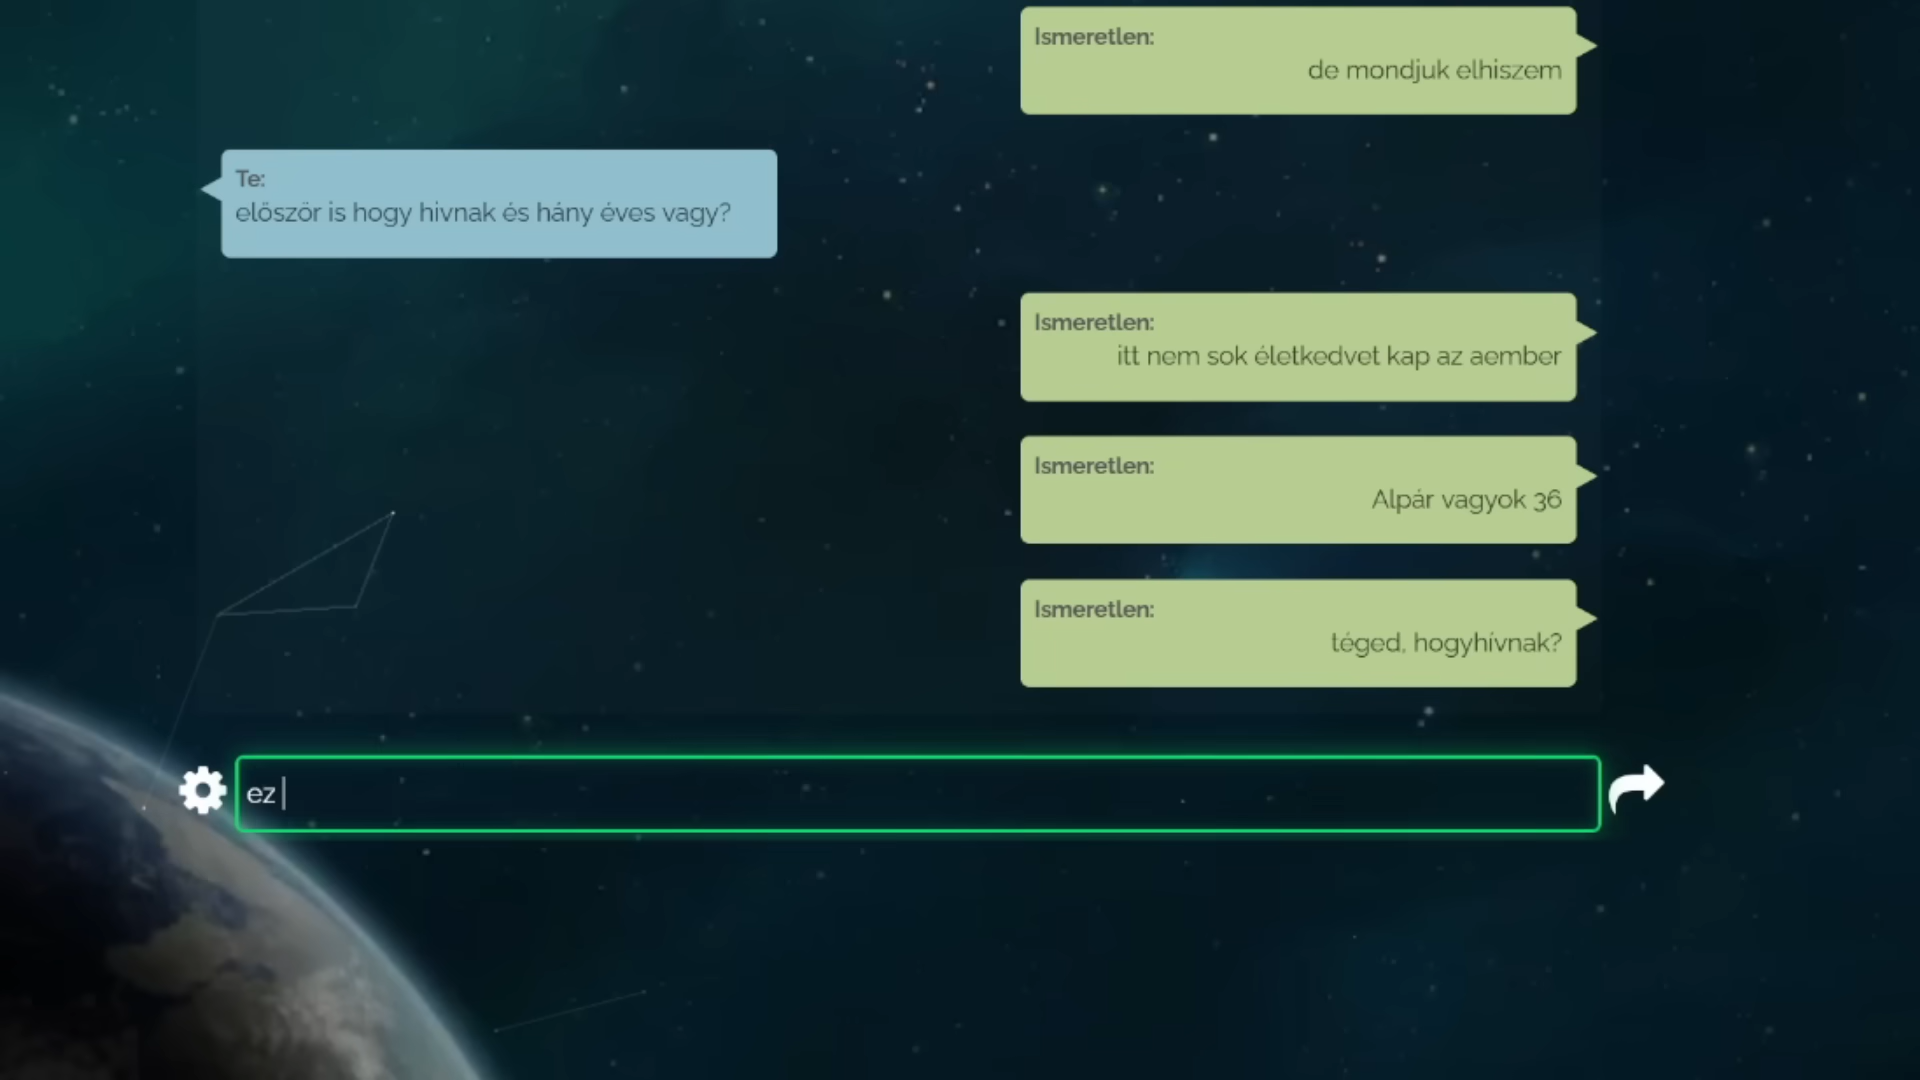 Ismeretlen:
de mondjuk elhiszem
Te:
először is hogy hivnak és hány éves vagy?
Ismeretlen:
itt nem sok életkedvet kap az aember
Ismeretlen:
Alpár vagyok 36
Ismeretlen:
téged, hogyhívnak?
ez